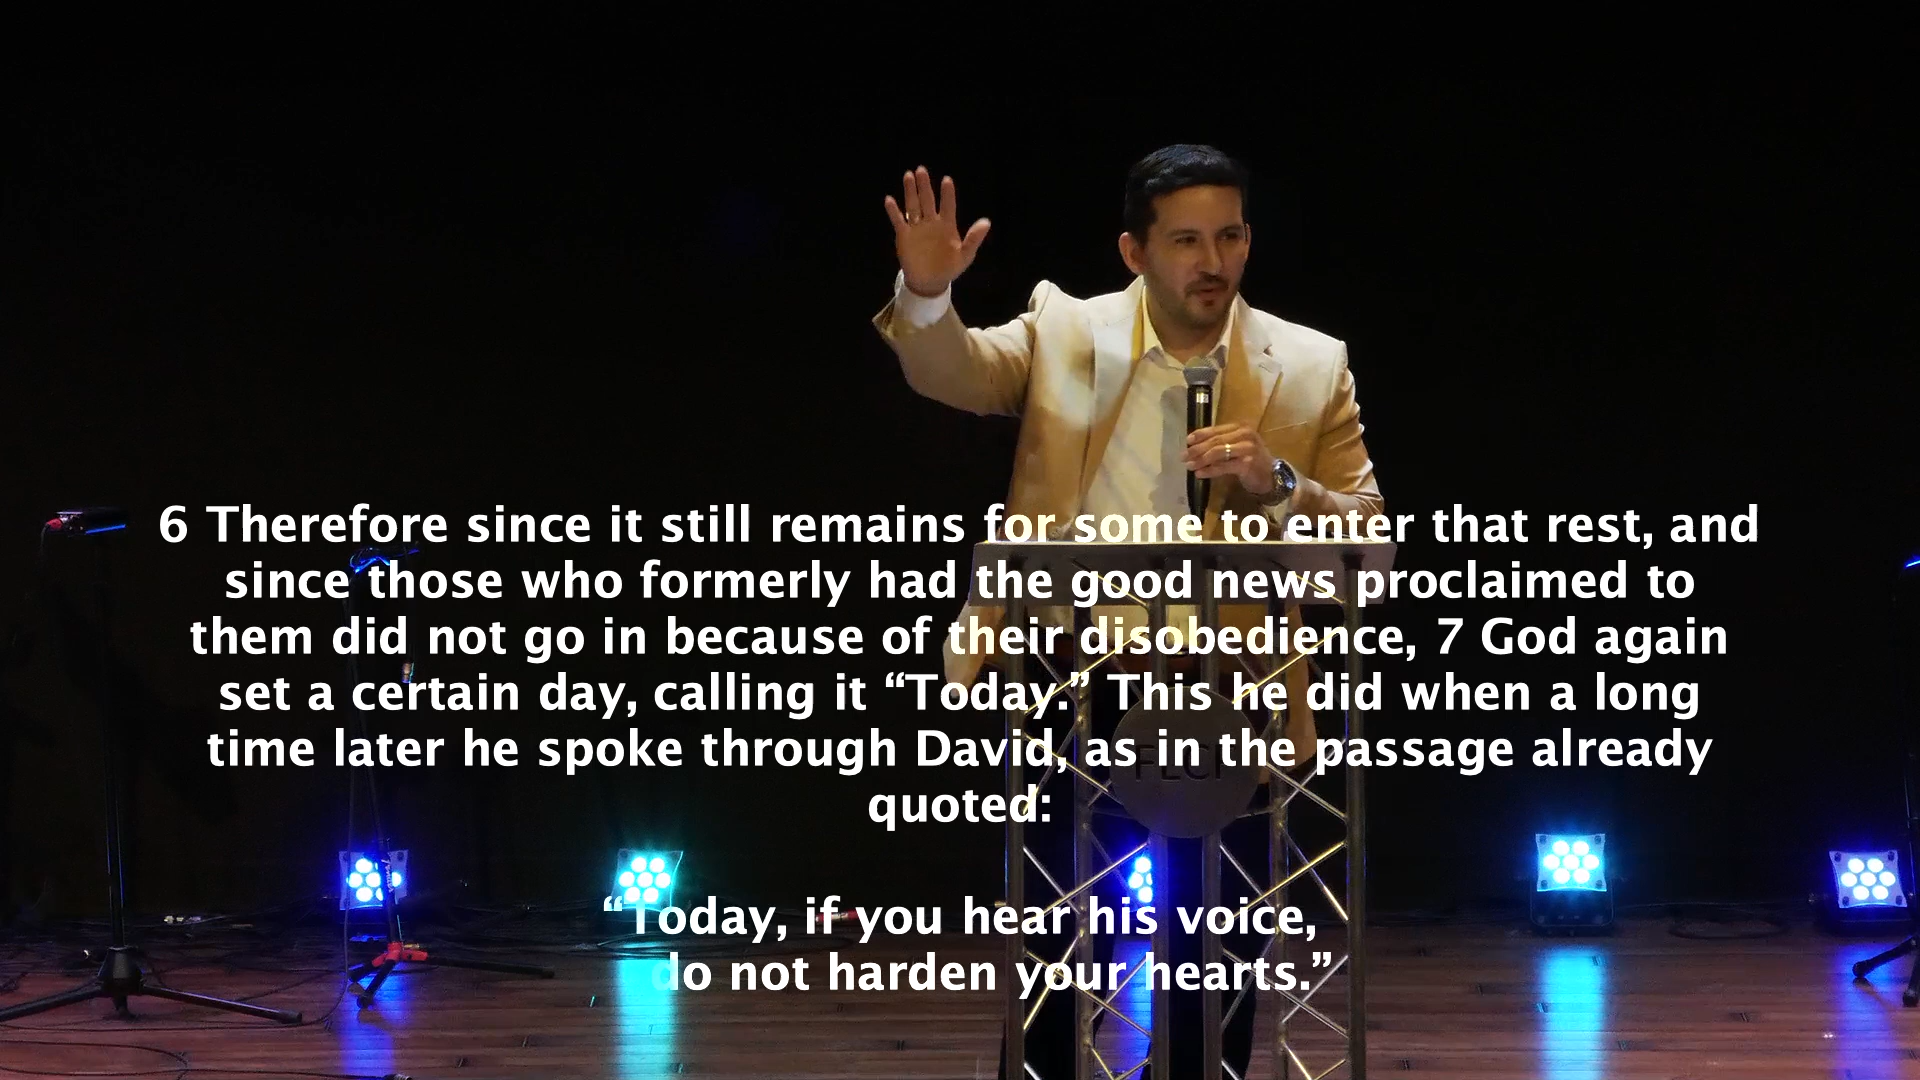 6 Therefore since it still remains for some to enter that rest, and
since those who formerly had the good news proclaimed to
them did not go in because of their disobedience, 7 God again
set a certain day, calling it “Today.” This he did when a long
time later he spoke through David, as in the passage already
quoted:
“Today, if you hear his voice,
do not harden your hearts.”